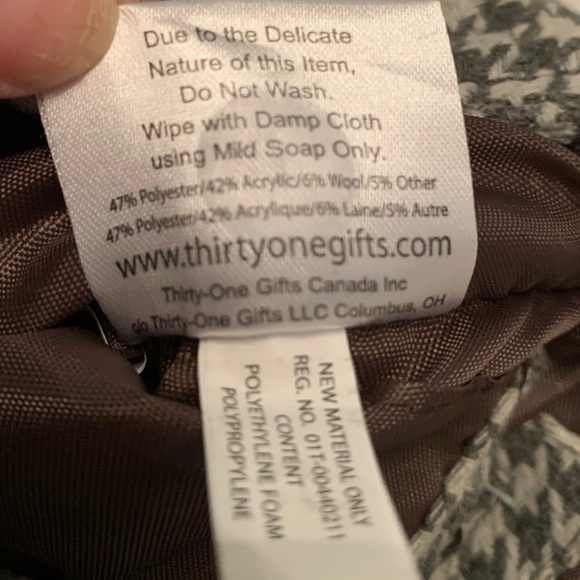 Due to the Delicate
Nature of this Item,
Do Not Wash.
Wipe with Damp Cloth
using Mild Soap Only.
47% Polyester/42% Acrylic/6% Wool/5% Other
47% Polyester/42% Acrylique/6% Laine/5% Autre
www.thirtyonegifts.com
Thirty-One Gifts Canada Inc
c/o Thirty-One Gifts LLC Columbus, OH
NEW MATERIAL ONLY
REG. NO. 01T-00440211
CONTENT
POLYETHYLENE FOAM
POLYPROPYLENE